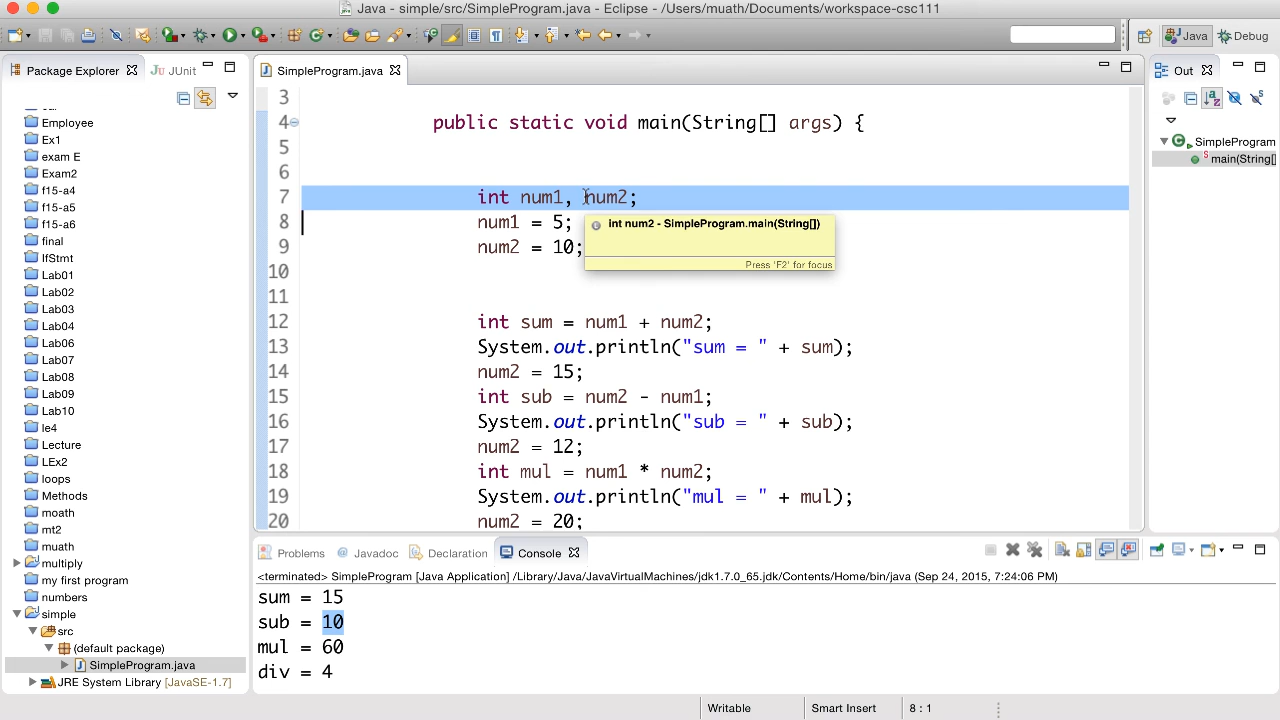 Java - simple/src/SimpleProgram.java - Eclipse - /Users/muath/Documents/workspace-csc111
Java
Debug
Package Explorer
JUnit
SimpleProgram.java
Out
Employee
Ex1
exam E
Exam2
f15-a4
f15-a5
f15-a6
final
IfStmt
Lab01
Lab02
Lab03
Lab04
Lab06
Lab07
Lab08
Lab09
Lab10
le4
Lecture
LEx2
loops
Methods
moath
mt2
muath
multiply
my first program
numbers
simple
src
(default package)
SimpleProgram.java
JRE System Library [JavaSE-1.7]
3
4 public static void main(String[] args) {
5
6
7 int num1, num2;
8 num1 = 5;
9 num2 = 10;
10
11
12 int sum = num1 + num2;
13 System.out.println("sum = " + sum);
14 num2 = 15;
15 int sub = num2 - num1;
16 System.out.println("sub = " + sub);
17 num2 = 12;
18 int mul = num1 * num2;
19 System.out.println("mul = " + mul);
20 num2 = 20;
int num2 - SimpleProgram.main(String[])
Press 'F2' for focus
SimpleProgram
main(String[]
Problems
Javadoc
Declaration
Console
<terminated> SimpleProgram [Java Application] /Library/Java/JavaVirtualMachines/jdk1.7.0_65.jdk/Contents/Home/bin/java (Sep 24, 2015, 7:24:06 PM)
sum = 15
sub = 10
mul = 60
div = 4
Writable
Smart Insert
8 : 1